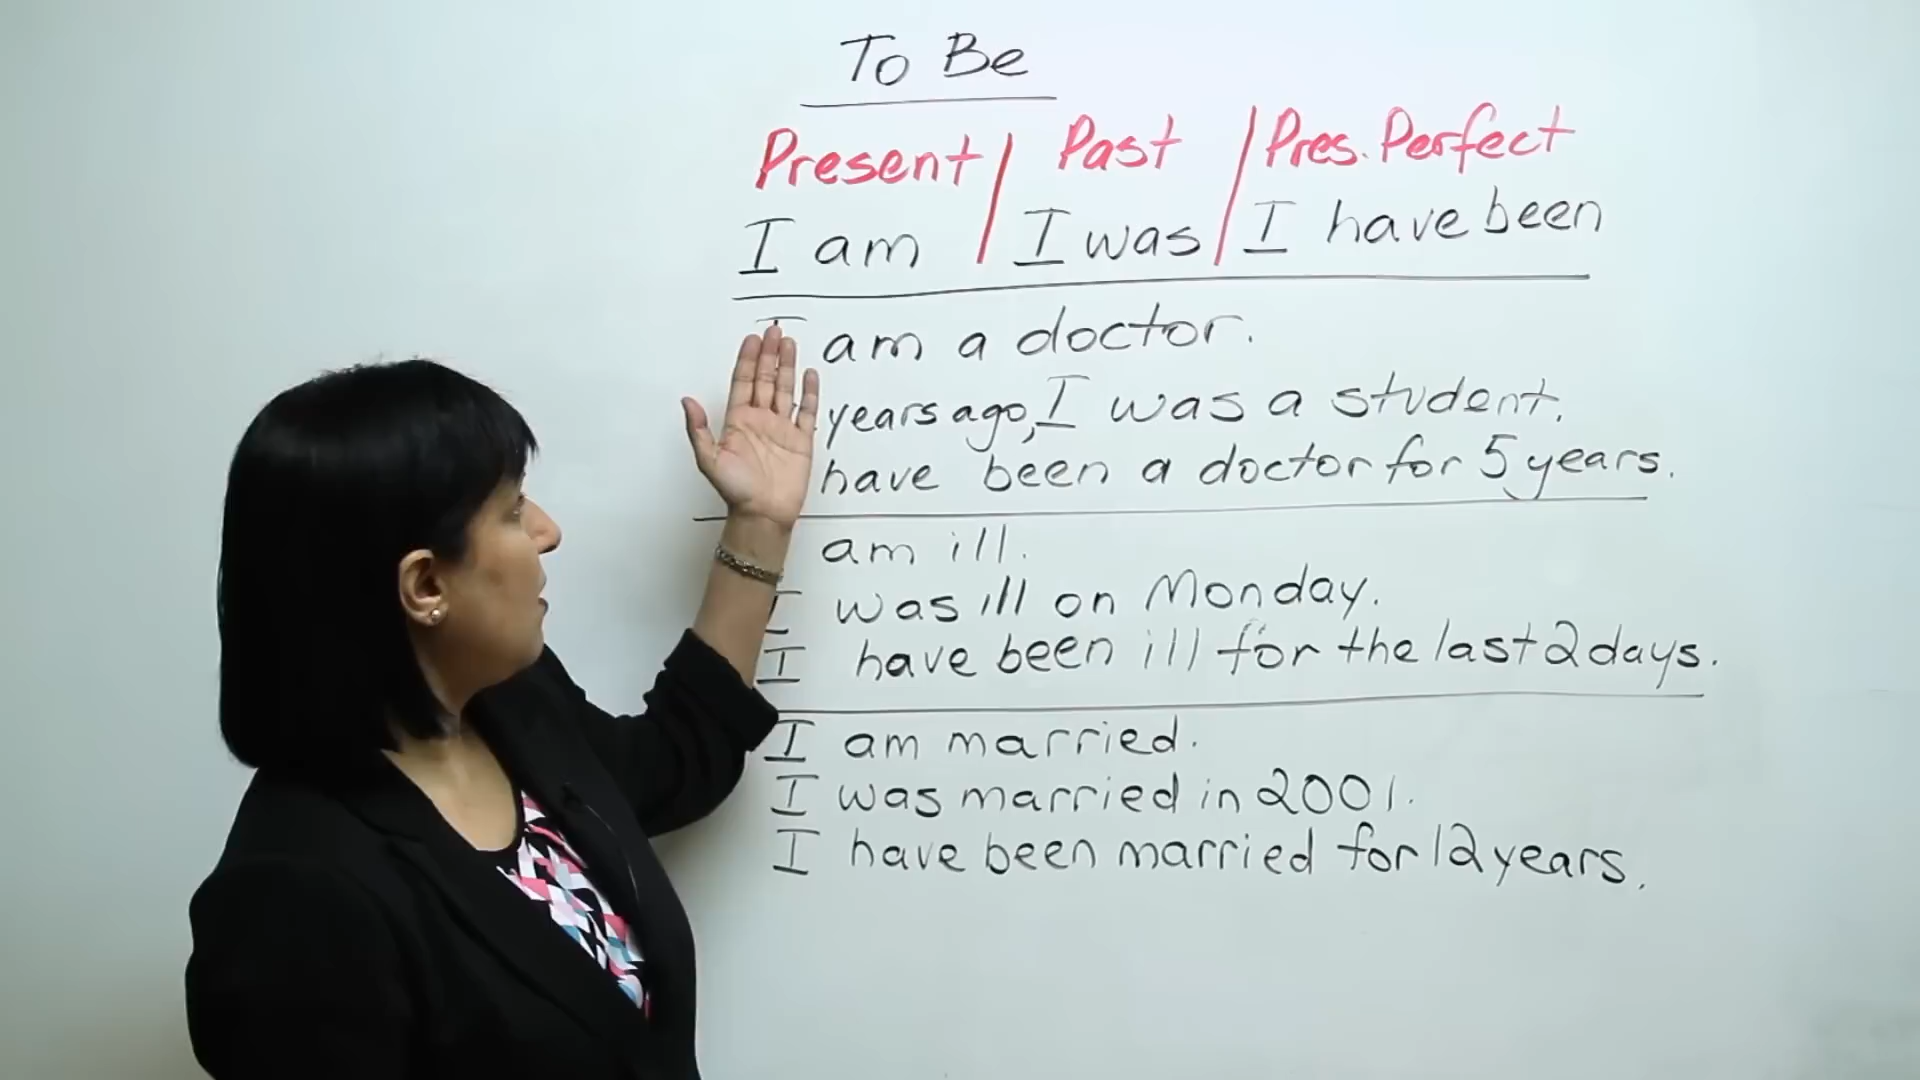 To Be
Present / Past / Pres. Perfect
I am / I was / I have been
I am a doctor.
years ago, I was a student.
have been a doctor for 5 years.
am ill.
I was ill on Monday.
I have been ill for the last 2 days.
I am married.
I was married in 2001.
I have been married for 12 years.